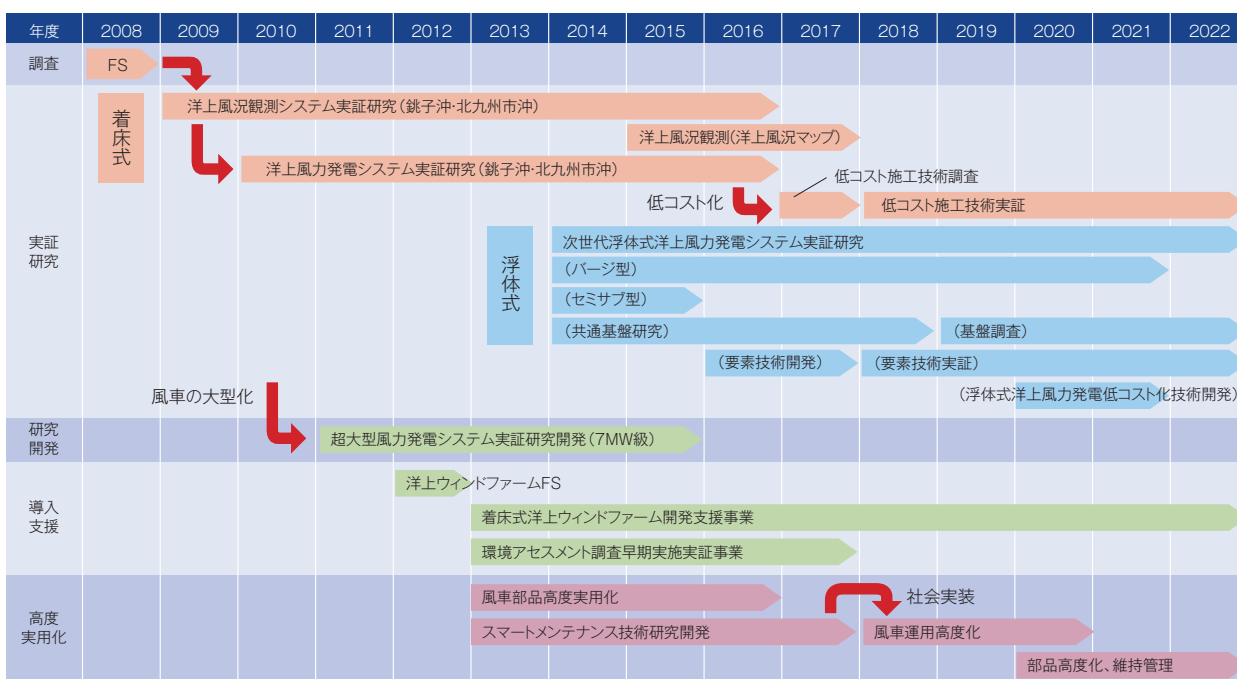 年度 2008 2009 2010 2011 2012 2013 2014 2015 2016 2017 2018 2019 2020 2021 2022
調査
FS
実証
研究
着床式
洋上風況観測システム実証研究(銚子沖・北九州市沖)
洋上風況観測(洋上風況マップ)
洋上風力発電システム実証研究(銚子沖・北九州市沖)
低コスト施工技術調査
低コスト化
低コスト施工技術実証
浮体式
次世代浮体式洋上風力発電システム実証研究
(バージ型)
(セミサブ型)
(共通基盤研究) (基盤調査)
(要素技術開発) (要素技術実証)
(浮体式洋上風力発電低コスト化技術開発)
風車の大型化
研究
開発
超大型風力発電システム実証研究開発(7MW級)
導入
支援
洋上ウィンドファームFS
着床式洋上ウィンドファーム開発支援事業
環境アセスメント調査早期実施実証事業
高度
実用化
風車部品高度実用化
社会実装
スマートメンテナンス技術研究開発
風車運用高度化
部品高度化、維持管理